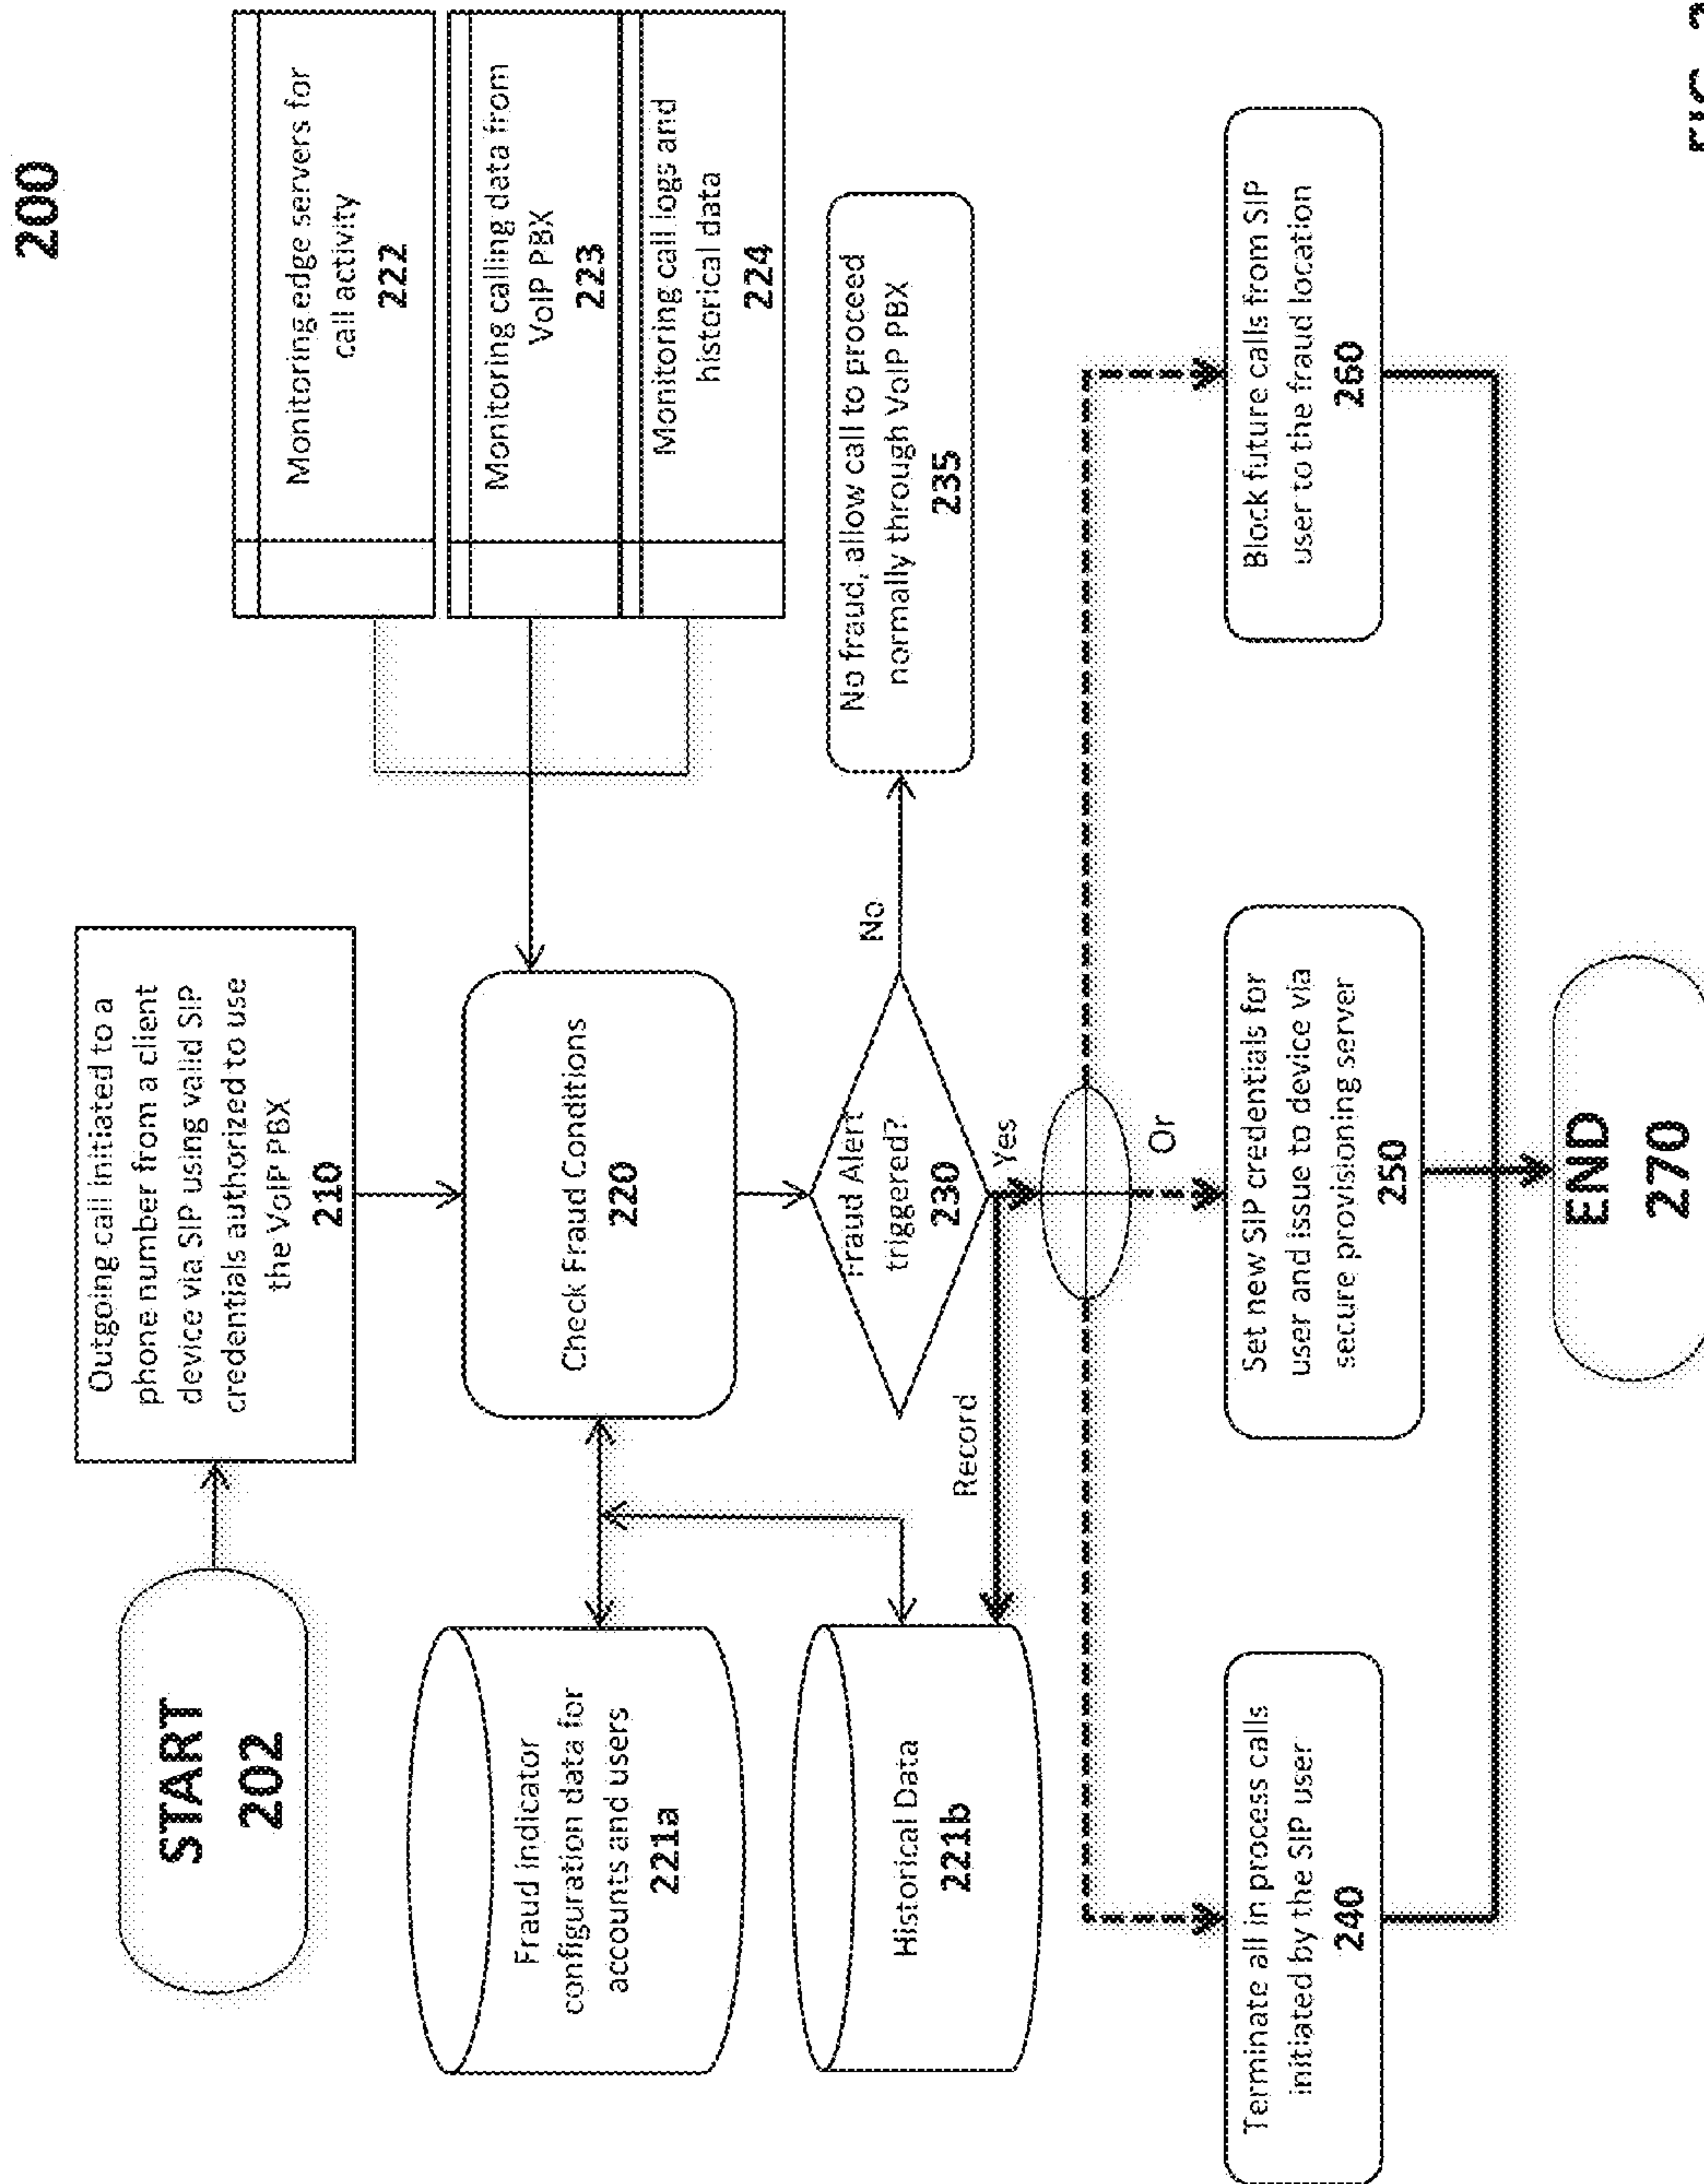 200
START
202
Outgoing call initiated to a
phone number from a client
device via SIP using valid SIP
credentials authorized to use
the VoIP PBX
210
Monitoring edge servers for
call activity
222
Monitoring calling data from
VoIP PBX
223
Monitoring call logs and
historical data
224
Fraud indicator
configuration data for
accounts and users
221a
Check Fraud Conditions
220
Historical Data
221b
Fraud Alert
triggered?
230
No
No fraud, allow call to proceed
normally through VoIP PBX
235
Record
Yes
Or
Terminate all in process calls
initiated by the SIP user
240
Set new SIP credentials for
user and issue to device via
secure provisioning server
250
Block future calls from SIP
user to the fraud location
260
END
270